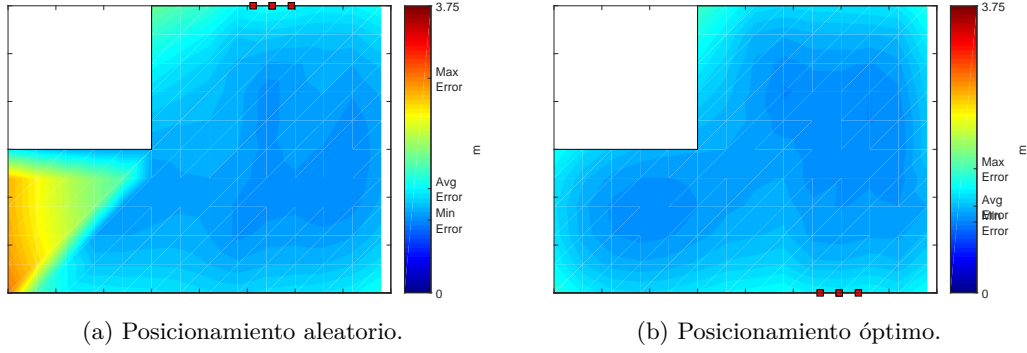 3.75
Max
Error
Avg
Error
Min
Error
0
m
3.75
Max
Error
Avg
Error
Min
Error
0
m
(a) Posicionamiento aleatorio.
(b) Posicionamiento óptimo.